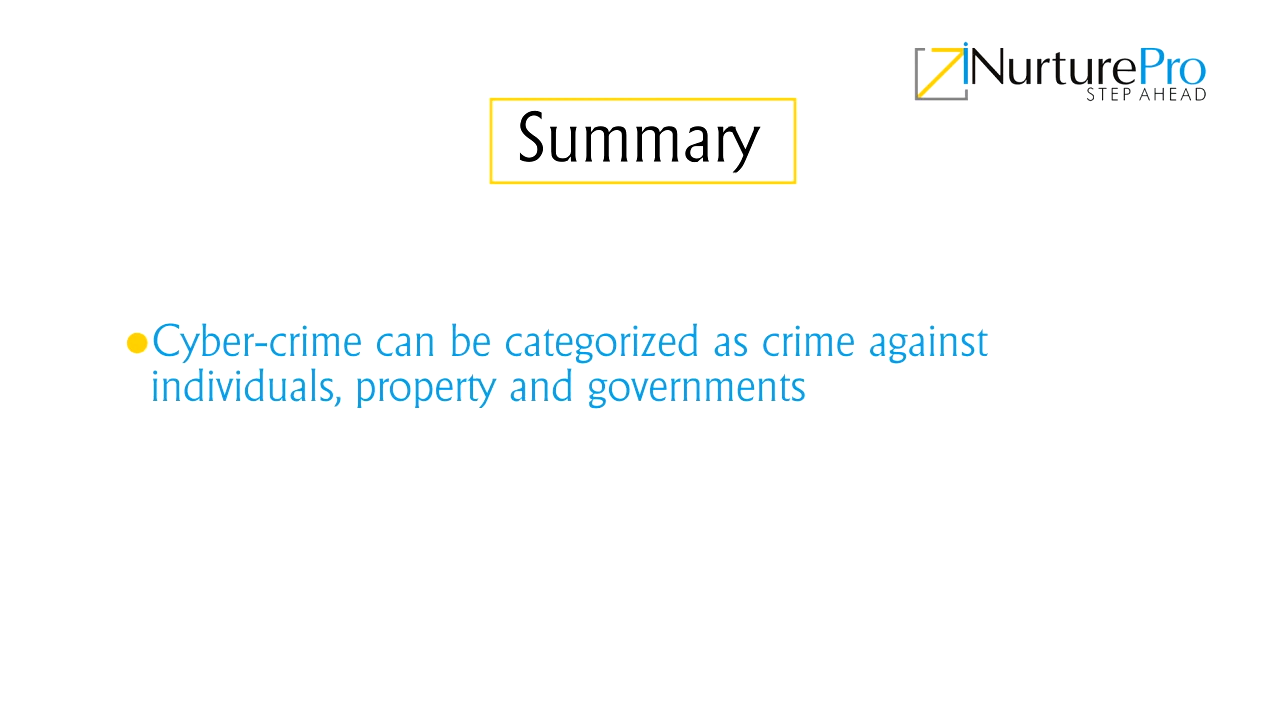 iNurturePro
STEP AHEAD
Summary
Cyber-crime can be categorized as crime against
individuals, property and governments